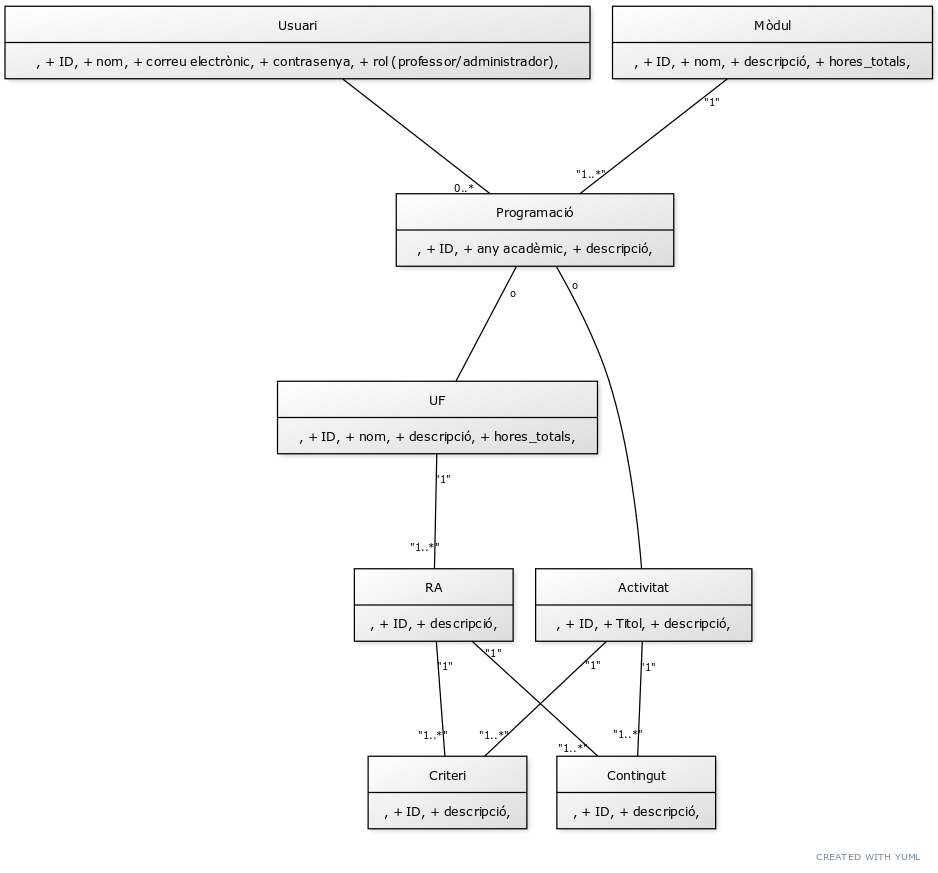 Usuari
, + ID, + nom, + correu electrònic, + contrasenya, + rol (professor/administrador),
Mòdul
, + ID, + nom, + descripció, + hores_totals,
"1"
"1..*"
0..*
Programació
, + ID, + any acadèmic, + descripció,
o
o
UF
, + ID, + nom, + descripció, + hores_totals,
"1"
"1..*"
RA
, + ID, + descripció,
Activitat
, + ID, + Titol, + descripció,
"1"
"1"
"1"
"1"
"1..*"
"1..*"
"1..*"
"1..*"
Criteri
, + ID, + descripció,
Contingut
, + ID, + descripció,
CREATED WITH YUML